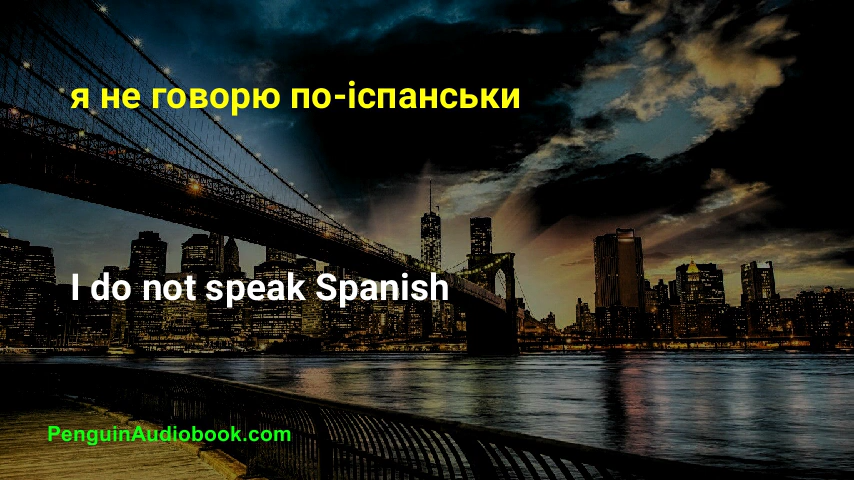 я не говорю по-іспанськи
I do not speak Spanish
PenguinAudiobook.com